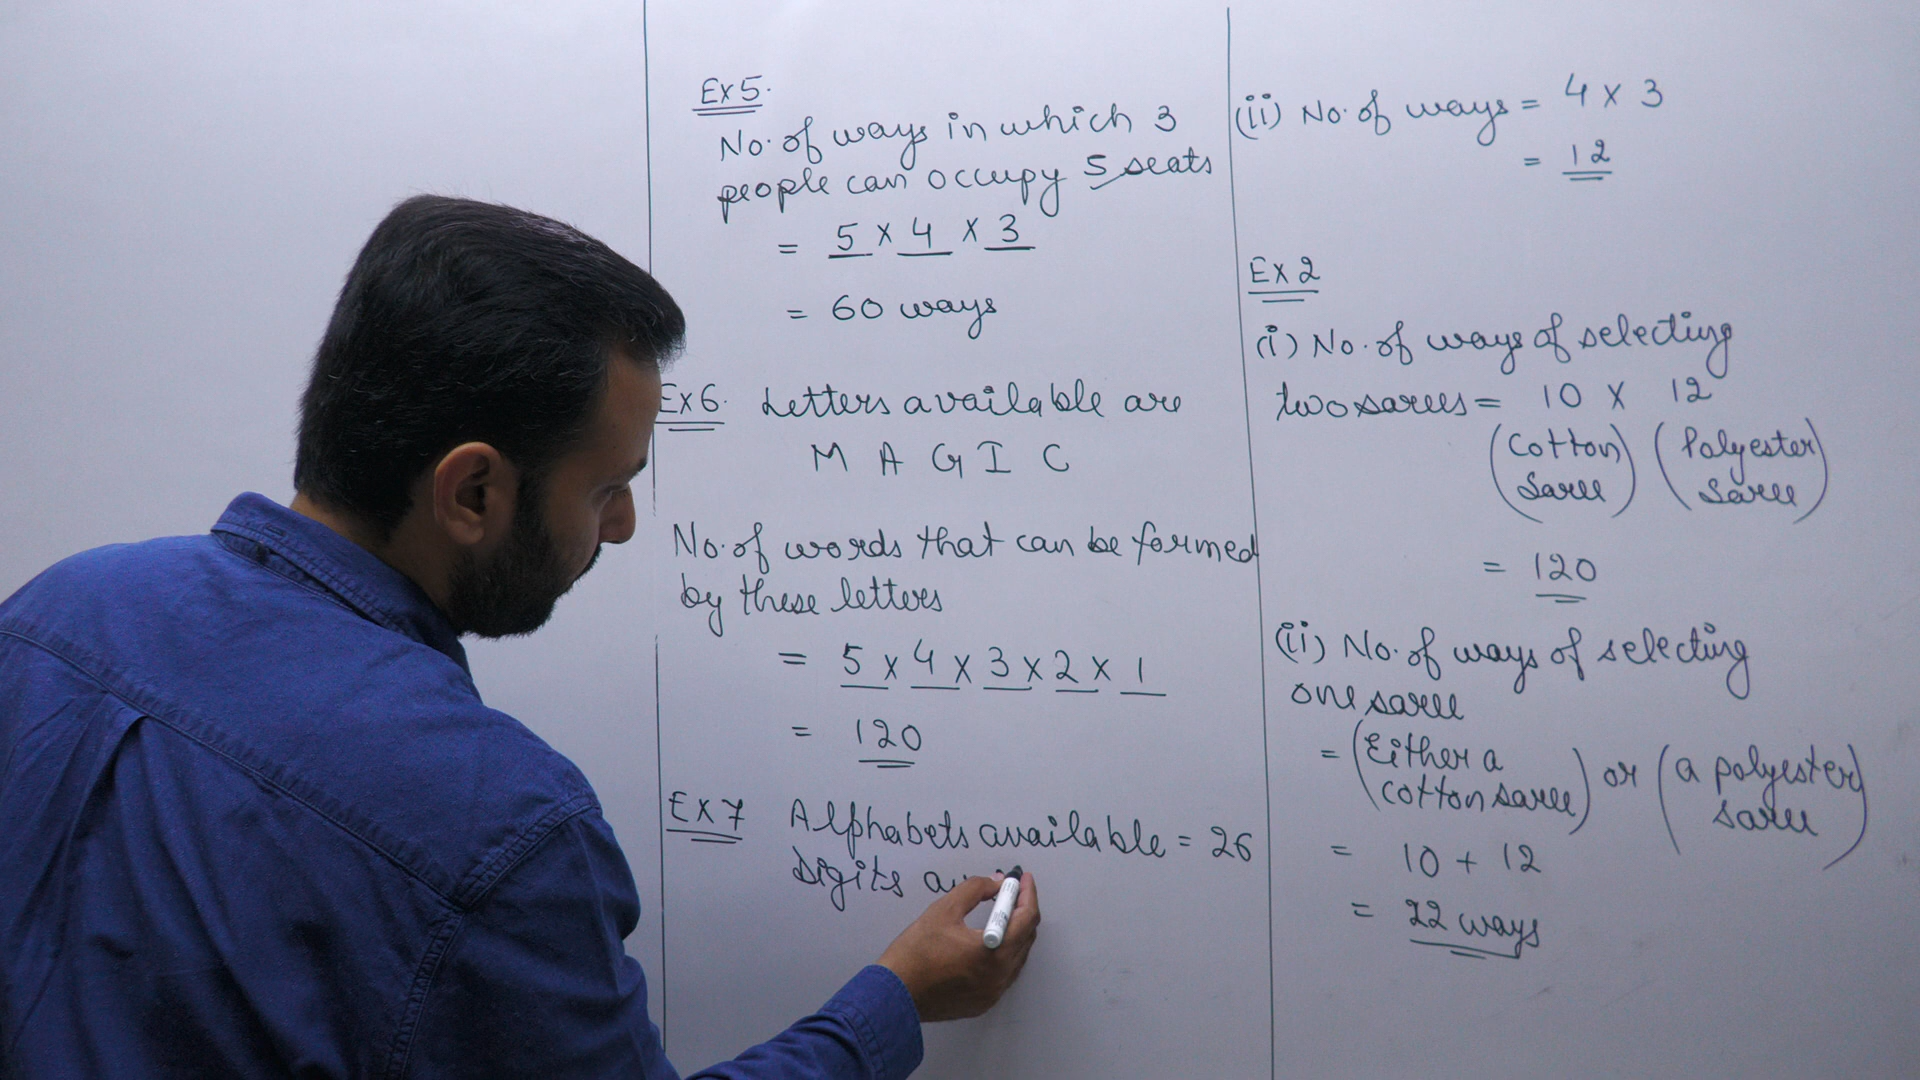 Ex 5.
No. of ways in which 3
people can occupy 5 seats
= 5 x 4 x 3
= 60 ways
Ex 6. Letters available are
M A G I C
No. of words that can be formed
by these letters
= 5 x 4 x 3 x 2 x 1
= 120
Ex 7 Alphabets available = 26
Digits
(ii) No. of ways = 4 x 3
= 12
Ex 2
(i) No. of ways of selecting
two sarees = 10 x 12
(Cotton Saree) (Polyester Saree)
= 120
(ii) No. of ways of selecting
one saree
= (Either a cotton saree) or (a polyester saree)
= 10 + 12
= 22 ways